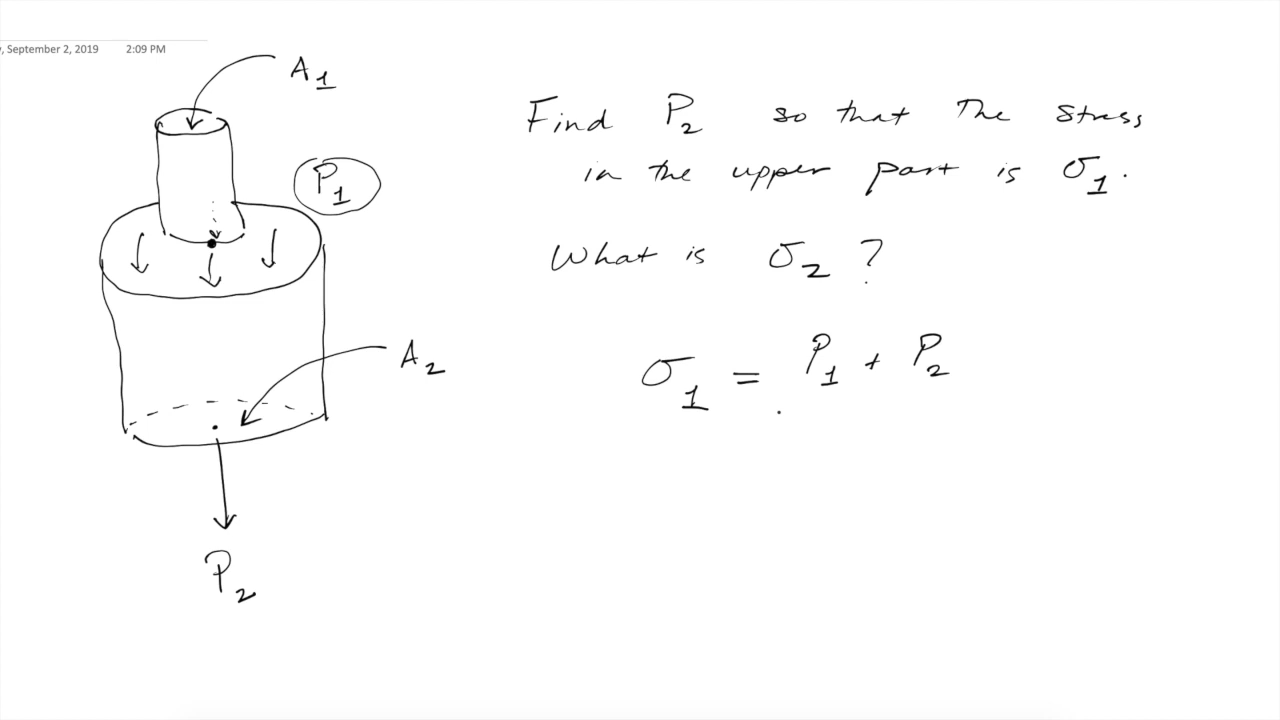 , September 2, 2019 2:09 PM
A1
P1
A2
P2
Find P2 so that The stress
in the upper part is σ1.
What is σ2 ?
σ1 = P1 + P2